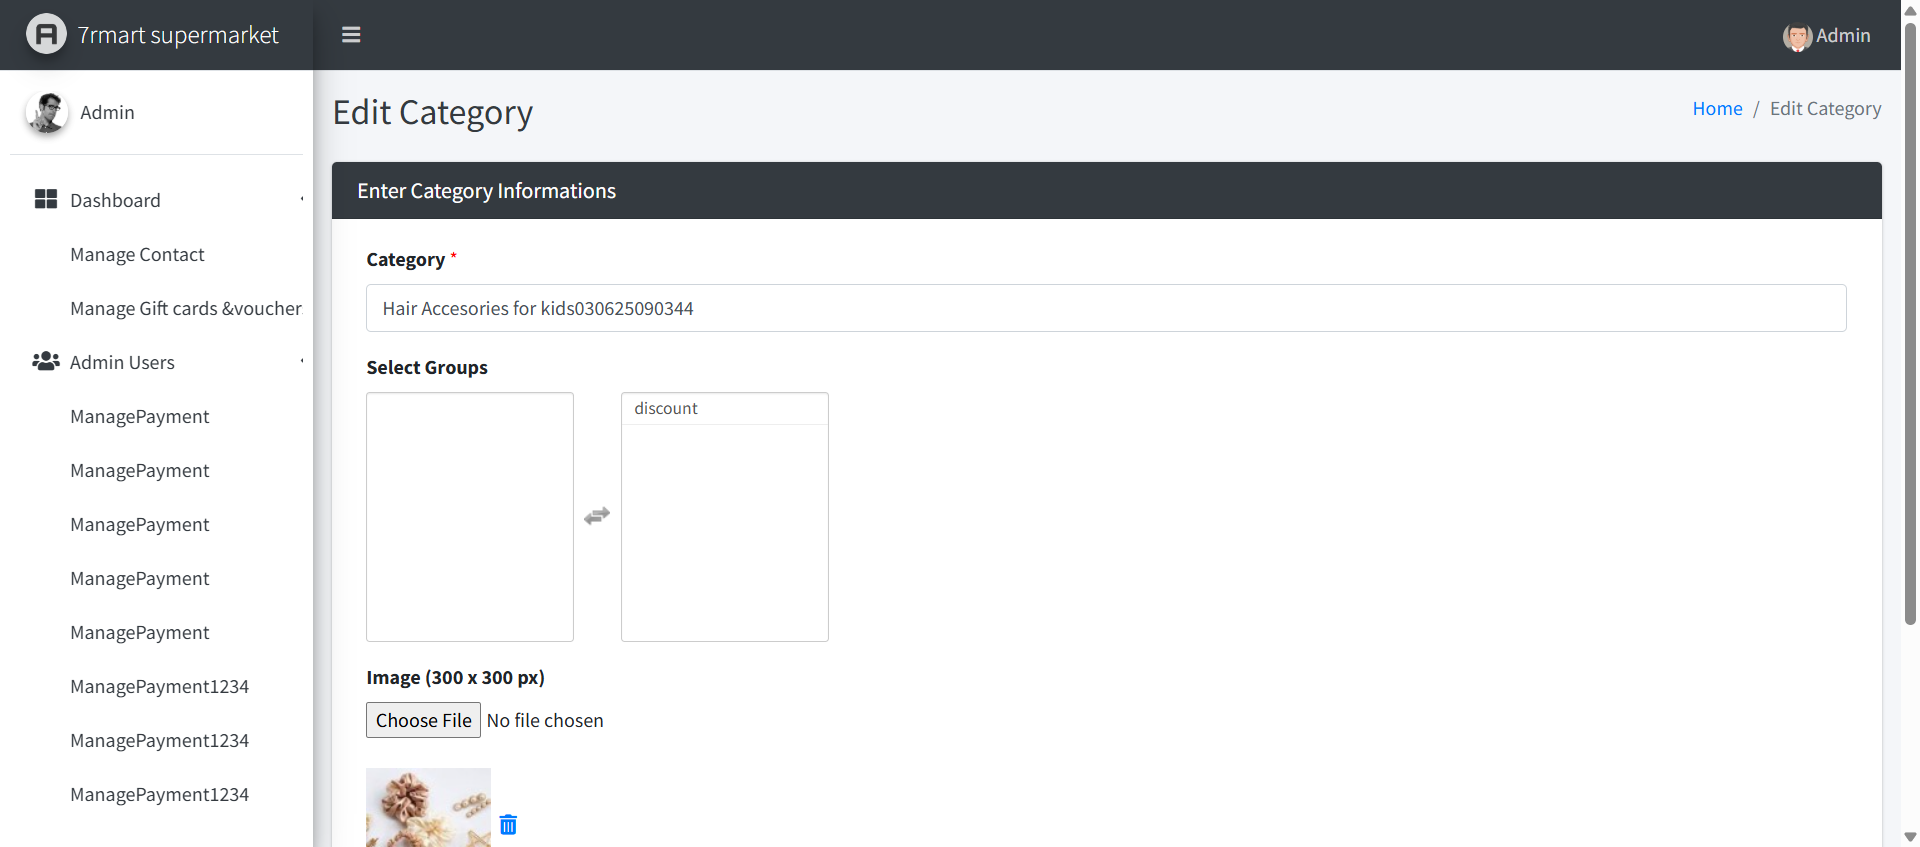 7rmart supermarket
Admin
Admin
Dashboard
Manage Contact
Manage Gift cards &voucher
Admin Users
ManagePayment
ManagePayment
ManagePayment
ManagePayment
ManagePayment
ManagePayment1234
ManagePayment1234
ManagePayment1234
Edit Category
Home / Edit Category
Enter Category Informations
Category *
Hair Accesories for kids030625090344
Select Groups
discount
Image (300 x 300 px)
Choose File No file chosen